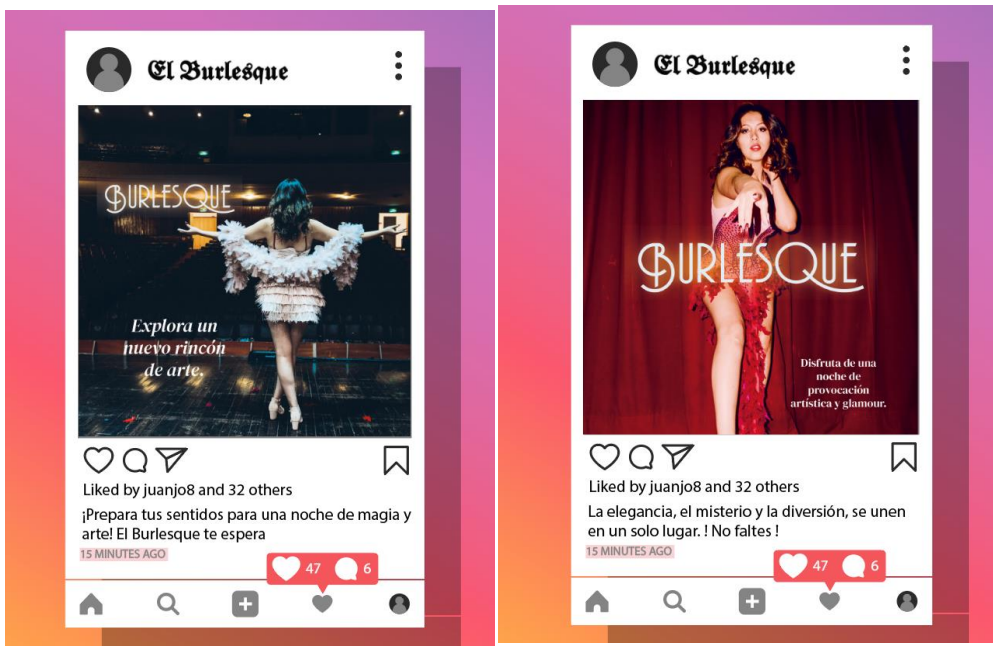 El Burlesque
BURLESQUE
Explora un
nuevo rincón
de arte.
Liked by juanjo8 and 32 others
¡Prepara tus sentidos para una noche de magia y
arte! El Burlesque te espera
15 MINUTES AGO
47 6
El Burlesque
BURLESQUE
Disfruta de una
noche de
provocación
artística y glamour.
Liked by juanjo8 and 32 others
La elegancia, el misterio y la diversión, se unen
en un solo lugar. ! No faltes !
15 MINUTES AGO
47 6